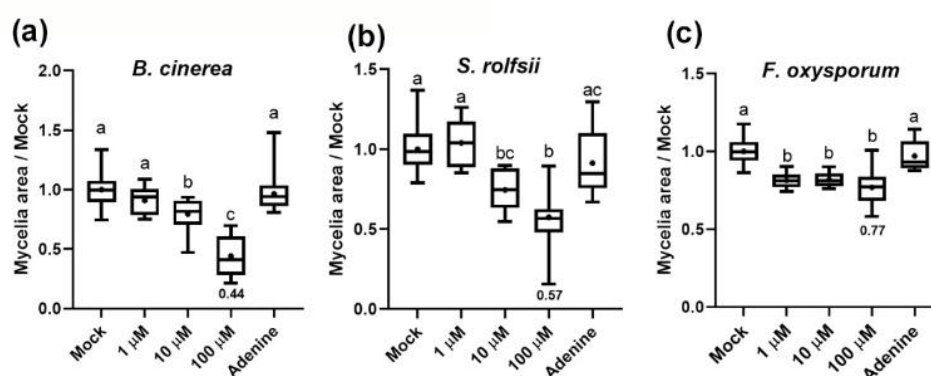 (a)
B. cinerea
Mycelia area / Mock
2.0
1.5
1.0
0.5
0.0
a
a
b
c
a
0.44
Mock
1 μM
10 μM
100 μM
Adenine
(b)
S. rolfsii
Mycelia area / Mock
1.5
1.0
0.5
0.0
a
a
bc
b
ac
0.57
Mock
1 μM
10 μM
100 μM
Adenine
(c)
F. oxysporum
Mycelia area / Mock
1.5
1.0
0.5
0.0
a
b
b
b
a
0.77
Mock
1 μM
10 μM
100 μM
Adenine